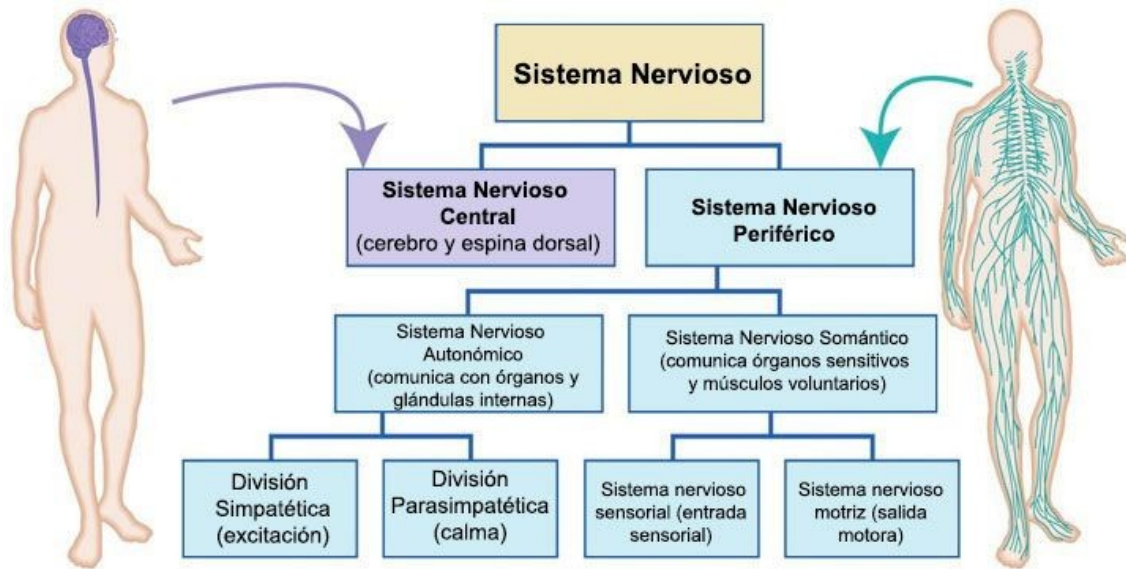 Sistema Nervioso
Sistema Nervioso
Central
(cerebro y espina dorsal)
Sistema Nervioso
Periférico
Sistema Nervioso
Autonómico
(comunica con órganos y
glándulas internas)
Sistema Nervioso Somántico
(comunica órganos sensitivos
y músculos voluntarios)
División
Simpatética
(excitación)
División
Parasimpatética
(calma)
Sistema nervioso
sensorial (entrada
sensorial)
Sistema nervioso
motriz (salida
motora)